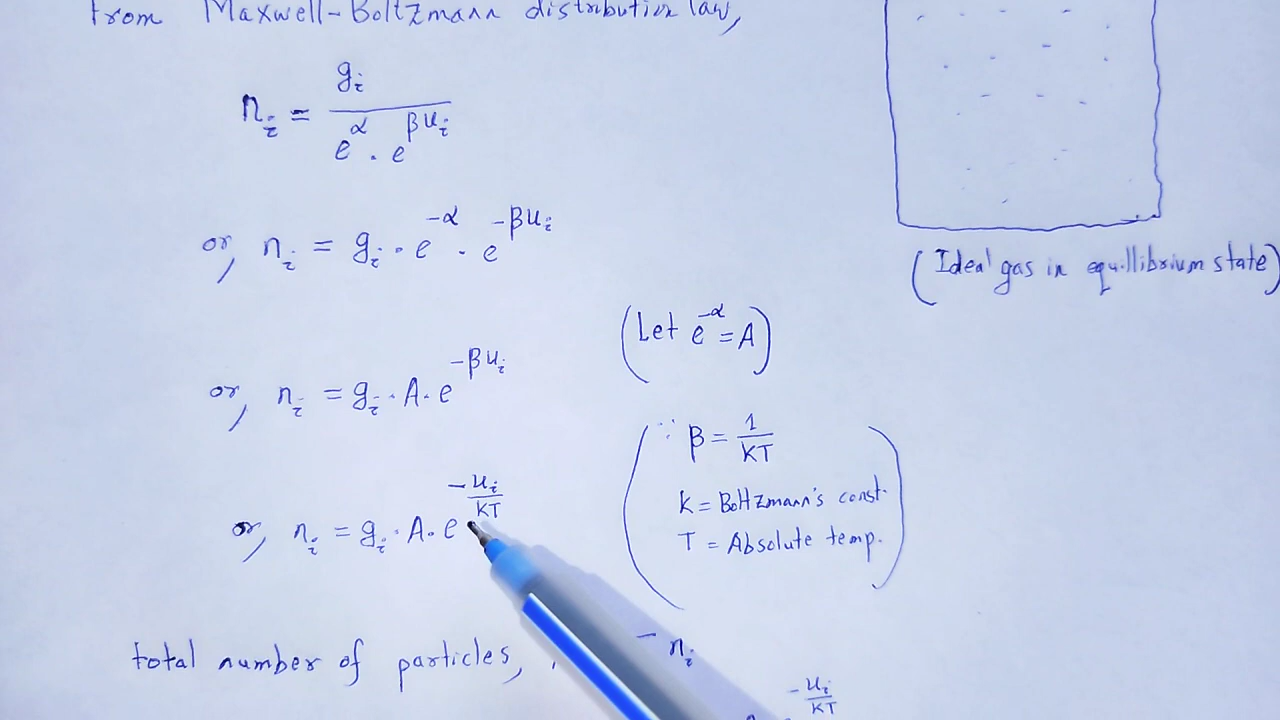 from Maxwell-Boltzmann distribution law,
nᵢ = gᵢ / (e^α · e^(βuᵢ))
or, nᵢ = gᵢ · e^(-α) · e^(-βuᵢ)
(Ideal gas in equillibrium state)
(Let e^(-α) = A)
or, nᵢ = gᵢ · A · e^(-βuᵢ)
(∵ β = 1/KT
K = Boltzmann's const.
T = Absolute temp.)
or, nᵢ = gᵢ · A · e^(-uᵢ/KT)
total number of particles, nᵢ
-uᵢ/KT